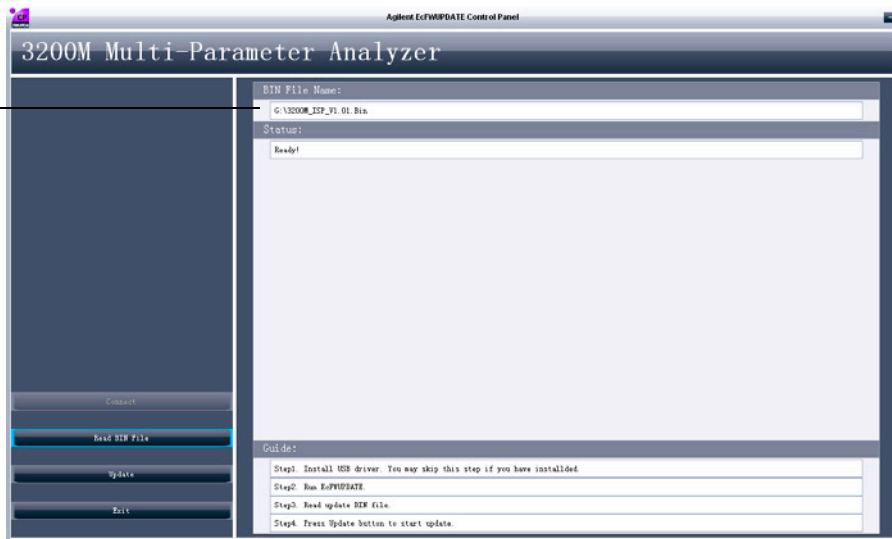 Agilent EcFWUPDATE Control Panel
3200M Multi-Parameter Analyzer
BIN File Name:
G:\3200M_ISP_V1.01.Bin
Status:
Ready!
Connect
Read BIN File
Update
Exit
Guide:
Step1. Install USB driver. You may skip this step if you have installded.
Step2. Run EcFWUPDATE.
Step3. Read update BIN file.
Step4. Press Update button to start update.